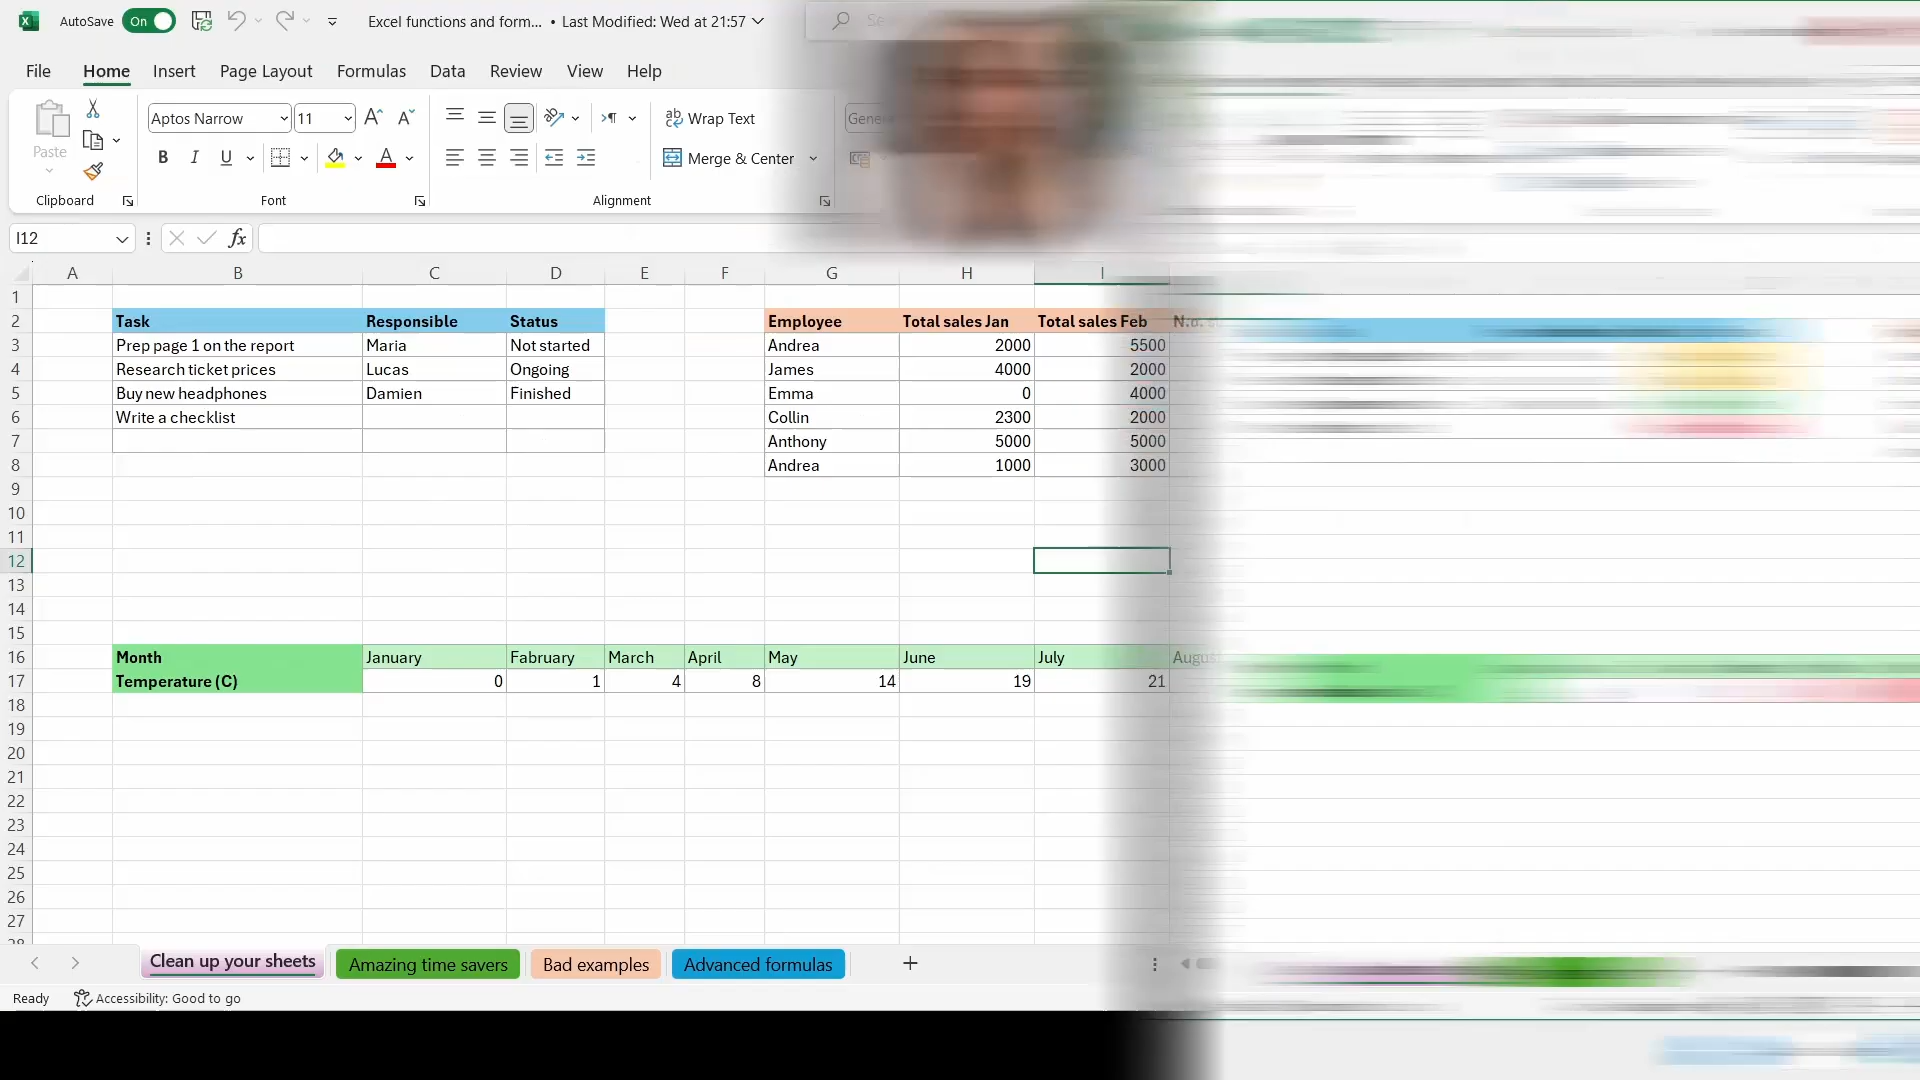 AutoSave On Excel functions and form... • Last Modified: Wed at 21:57
File Home Insert Page Layout Formulas Data Review View Help
Paste
Aptos Narrow 11
Wrap Text
B I U
Merge & Center
Clipboard Font Alignment
I12 fx
A B C D E F G H I
1
2 Task Responsible Status Employee Total sales Jan Total sales Feb
3 Prep page 1 on the report Maria Not started Andrea 2000 5500
4 Research ticket prices Lucas Ongoing James 4000 2000
5 Buy new headphones Damien Finished Emma 0 4000
6 Write a checklist Collin 2300 2000
7 Anthony 5000 5000
8 Andrea 1000 3000
9
10
11
12
13
14
15
16 Month January Fabruary March April May June July
17 Temperature (C) 0 1 4 8 14 19 21
18
19
20
21
22
23
24
25
26
27
Clean up your sheets Amazing time savers Bad examples Advanced formulas
Ready Accessibility: Good to go